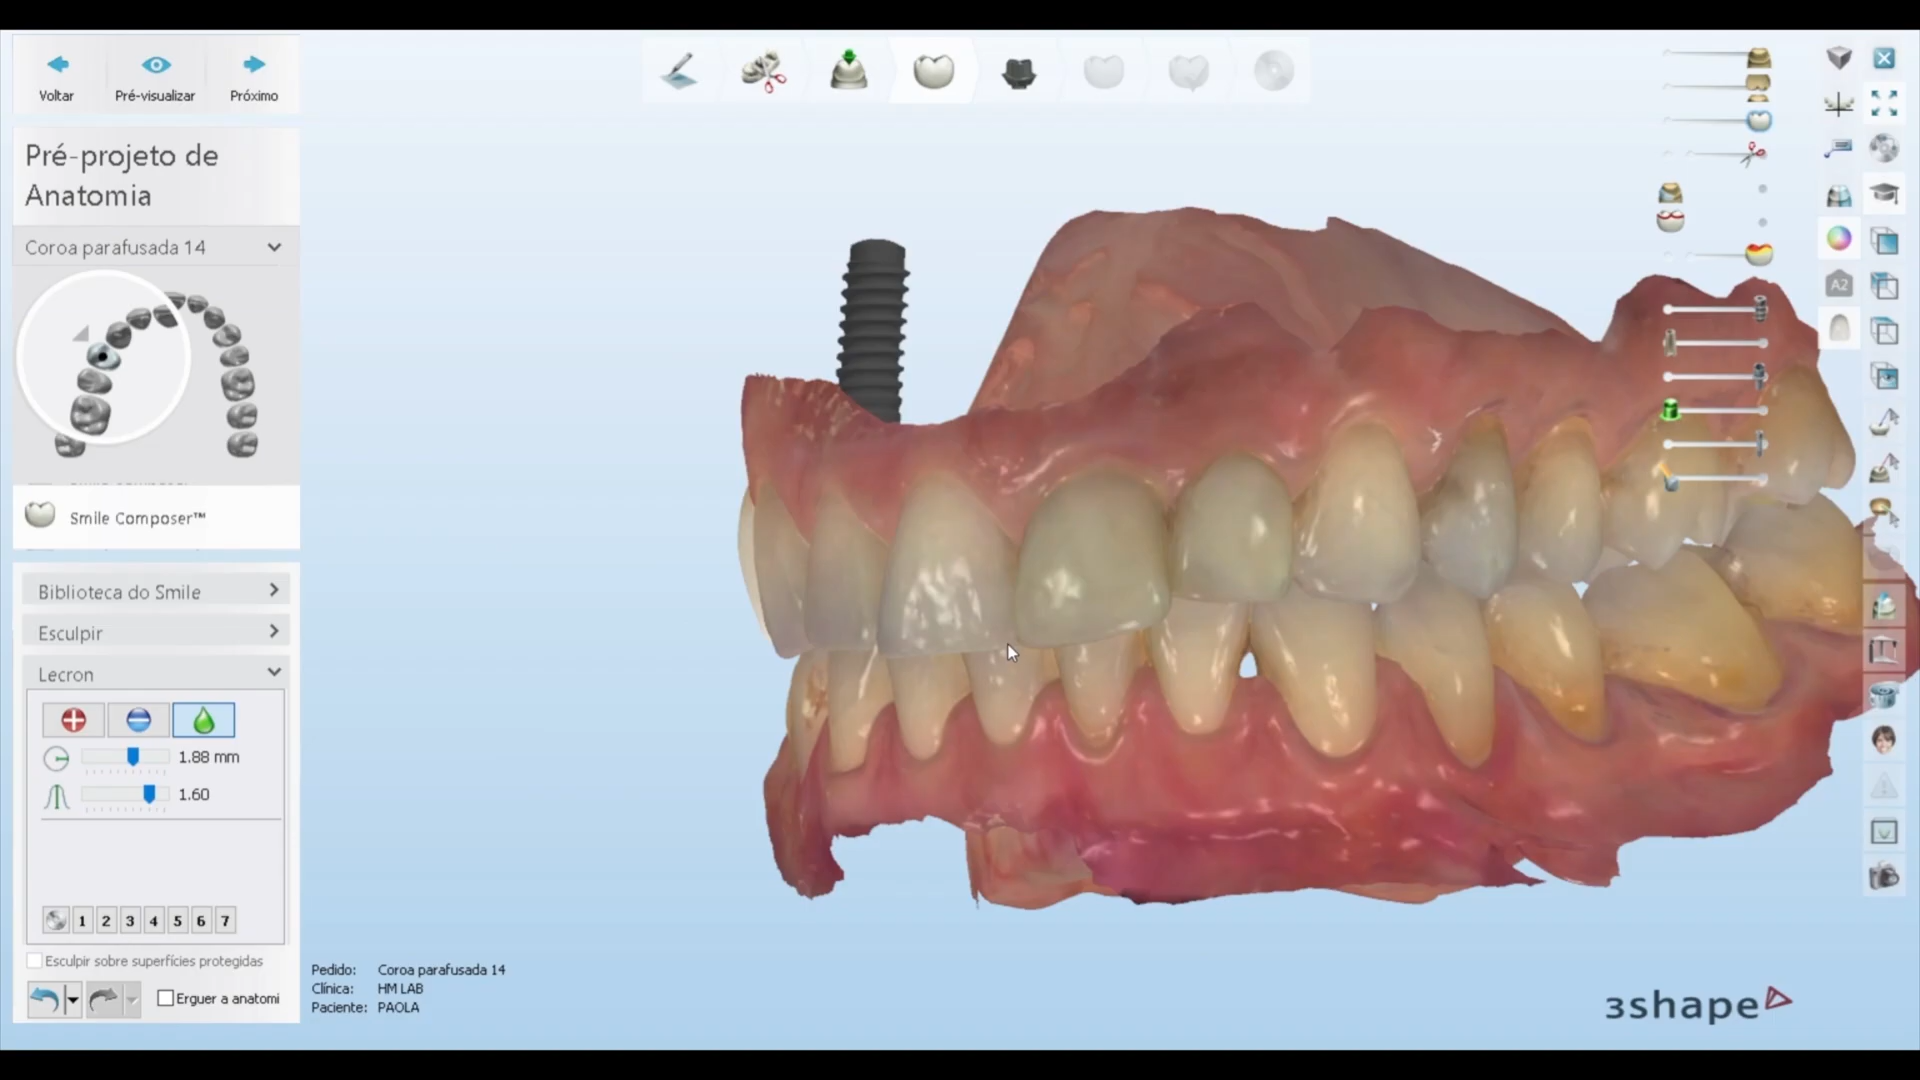 Voltar
Pré-visualizar
Próximo
Pré-projeto de
Anatomia
Coroa parafusada 14
Smile Composer™
Biblioteca do Smile
Esculpir
Lecron
1.88 mm
1.60
1 2 3 4 5 6 7
Esculpir sobre superfícies protegidas
Erguer a anatomi
Pedido: Coroa parafusada 14
Clínica: HM LAB
Paciente: PAOLA
A2
3shape